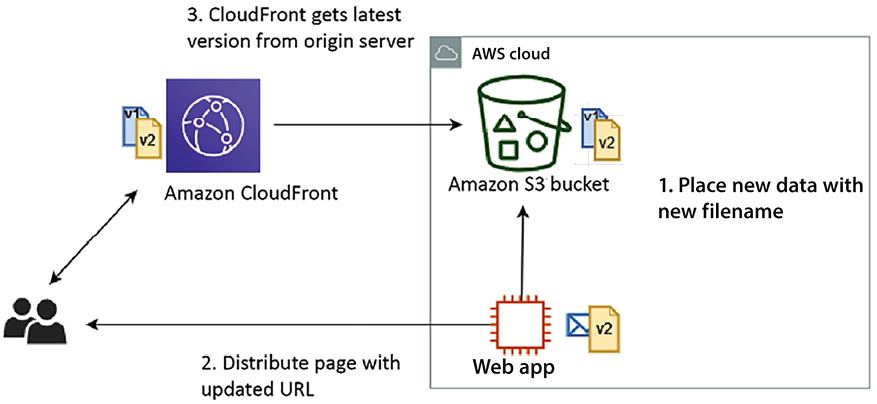 3. CloudFront gets latest
version from origin server
AWS cloud
v1
v2
v1
v2
Amazon CloudFront
Amazon S3 bucket
1. Place new data with
new filename
v2
Web app
2. Distribute page with
updated URL